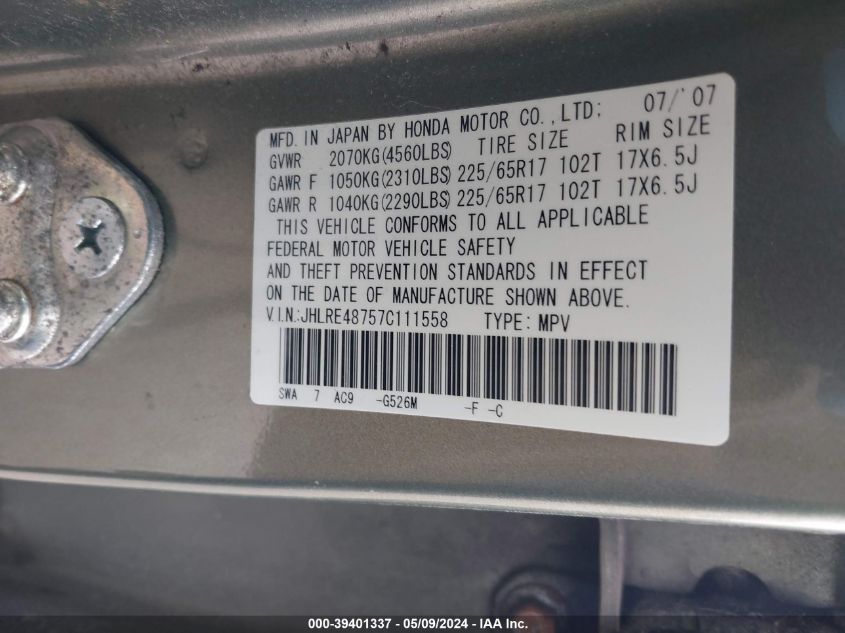 MFD. IN JAPAN BY HONDA MOTOR CO., LTD; 07/'07
GVWR 2070KG(4560LBS) TIRE SIZE RIM SIZE
GAWR F 1050KG(2310LBS) 225/65R17 102T 17X6.5J
GAWR R 1040KG(2290LBS) 225/65R17 102T 17X6.5J
THIS VEHICLE CONFORMS TO ALL APPLICABLE
FEDERAL MOTOR VEHICLE SAFETY
AND THEFT PREVENTION STANDARDS IN EFFECT
ON THE DATE OF MANUFACTURE SHOWN ABOVE.
V.I.N.:JHLRE48757C111558 TYPE: MPV
SWA 7 AC9 -G526M -F -C
000-39401337 / 05/09/2024 - IAA Inc.